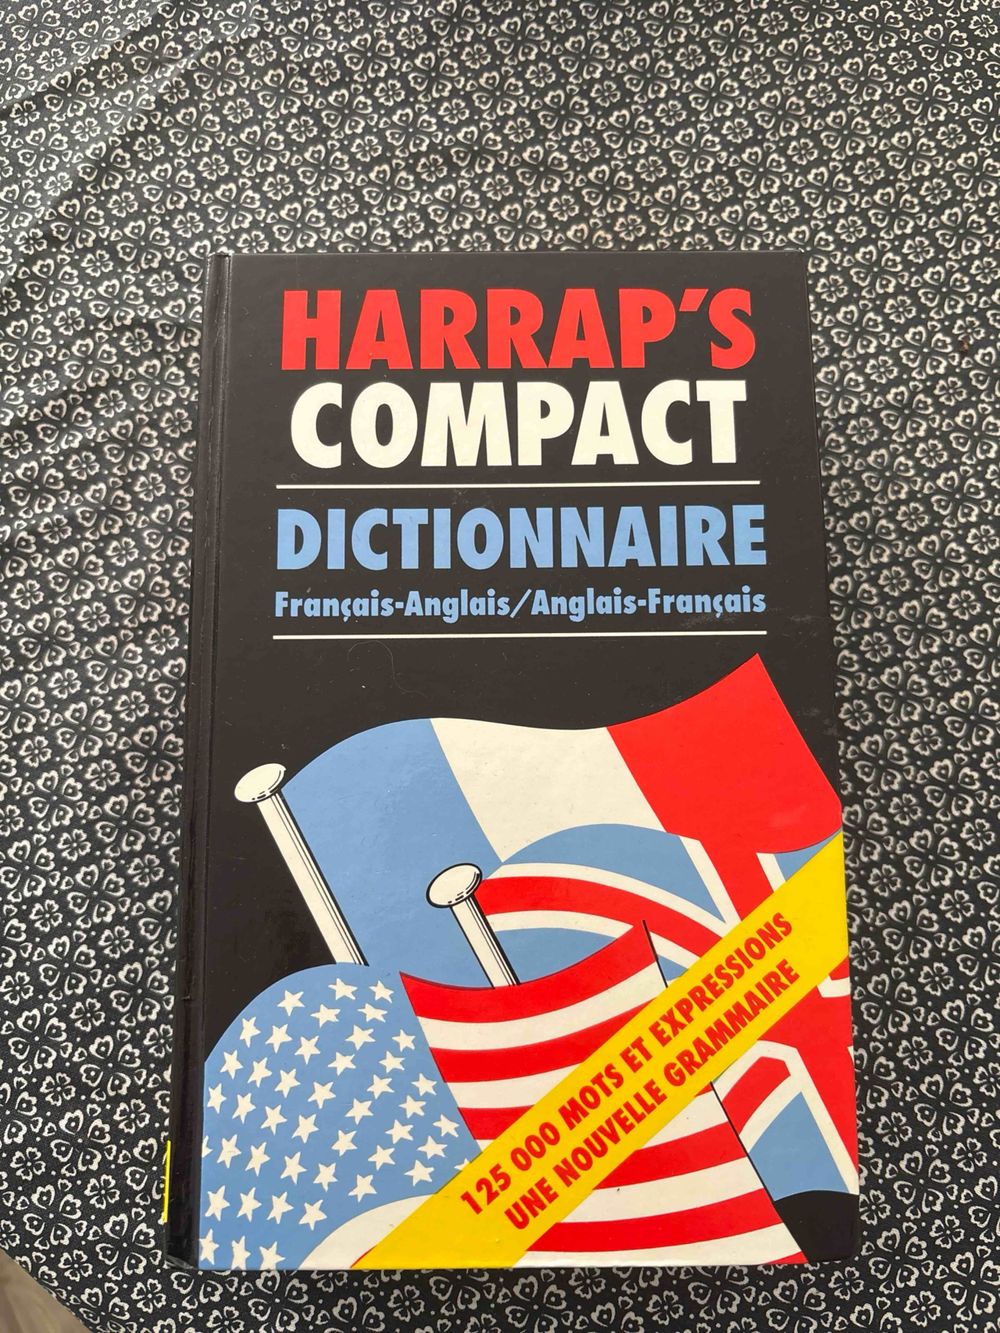 HARRAP'S
COMPACT
DICTIONNAIRE
Français-Anglais/Anglais-Français
125 000 MOTS ET EXPRESSIONS
UNE NOUVELLE GRAMMAIRE